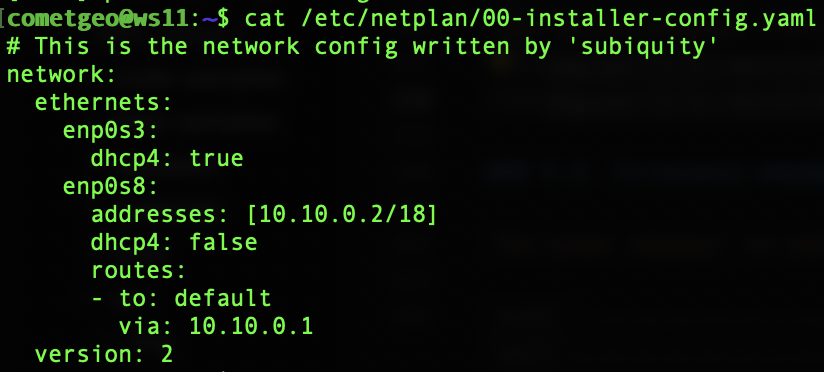 [cometgeo@ws11:~$ cat /etc/netplan/00-installer-config.yaml
# This is the network config written by 'subiquity'
network:
  ethernets:
    enp0s3:
      dhcp4: true
    enp0s8:
      addresses: [10.10.0.2/18]
      dhcp4: false
      routes:
      - to: default
        via: 10.10.0.1
  version: 2